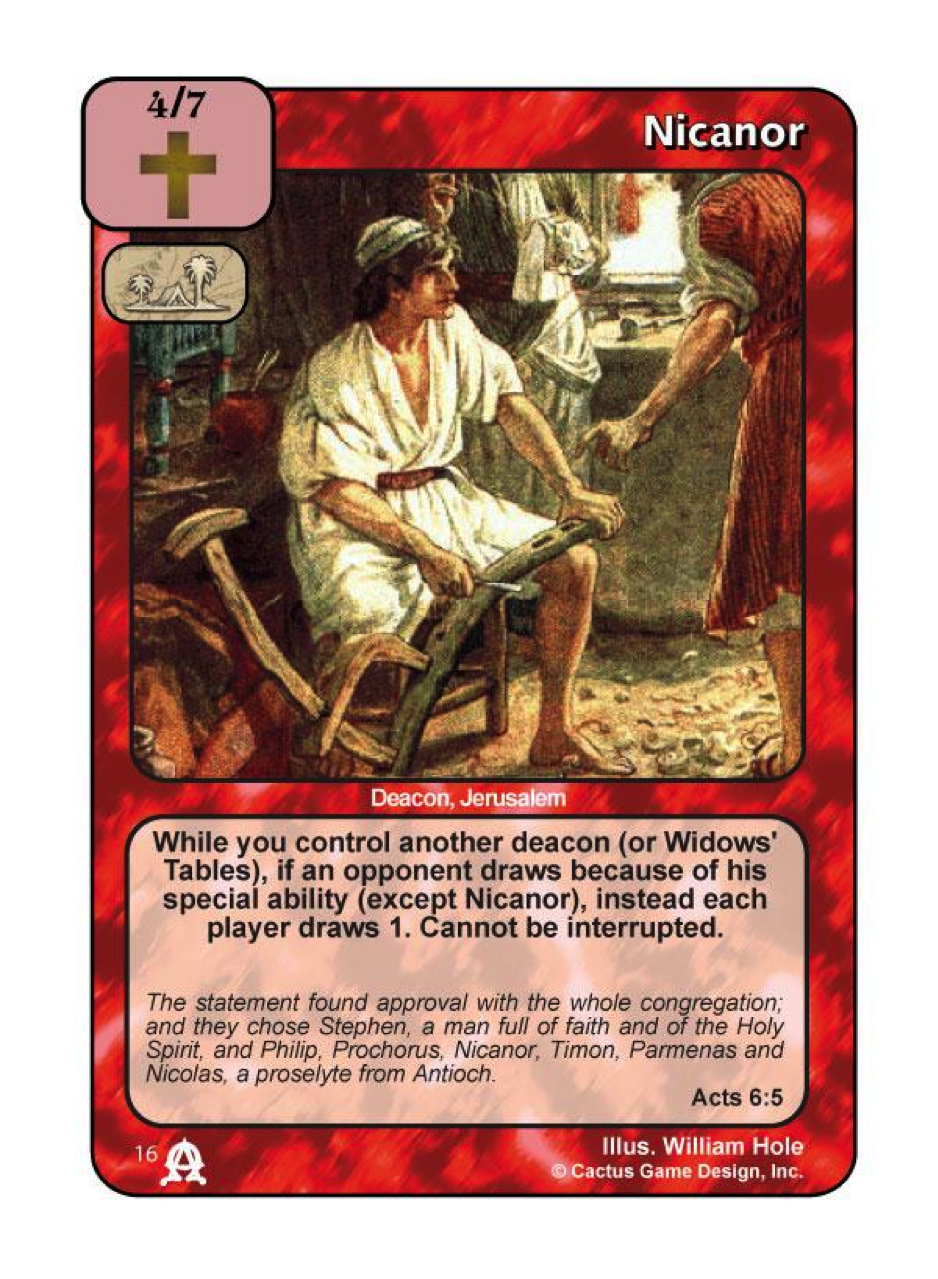 4/7
Nicanor
Deacon, Jerusalem
While you control another deacon (or Widows'
Tables), if an opponent draws because of his
special ability (except Nicanor), instead each
player draws 1. Cannot be interrupted.
The statement found approval with the whole congregation;
and they chose Stephen, a man full of faith and of the Holy
Spirit, and Philip, Prochorus, Nicanor, Timon, Parmenas and
Nicolas, a proselyte from Antioch.
Acts 6:5
16
Illus. William Hole
© Cactus Game Design, Inc.